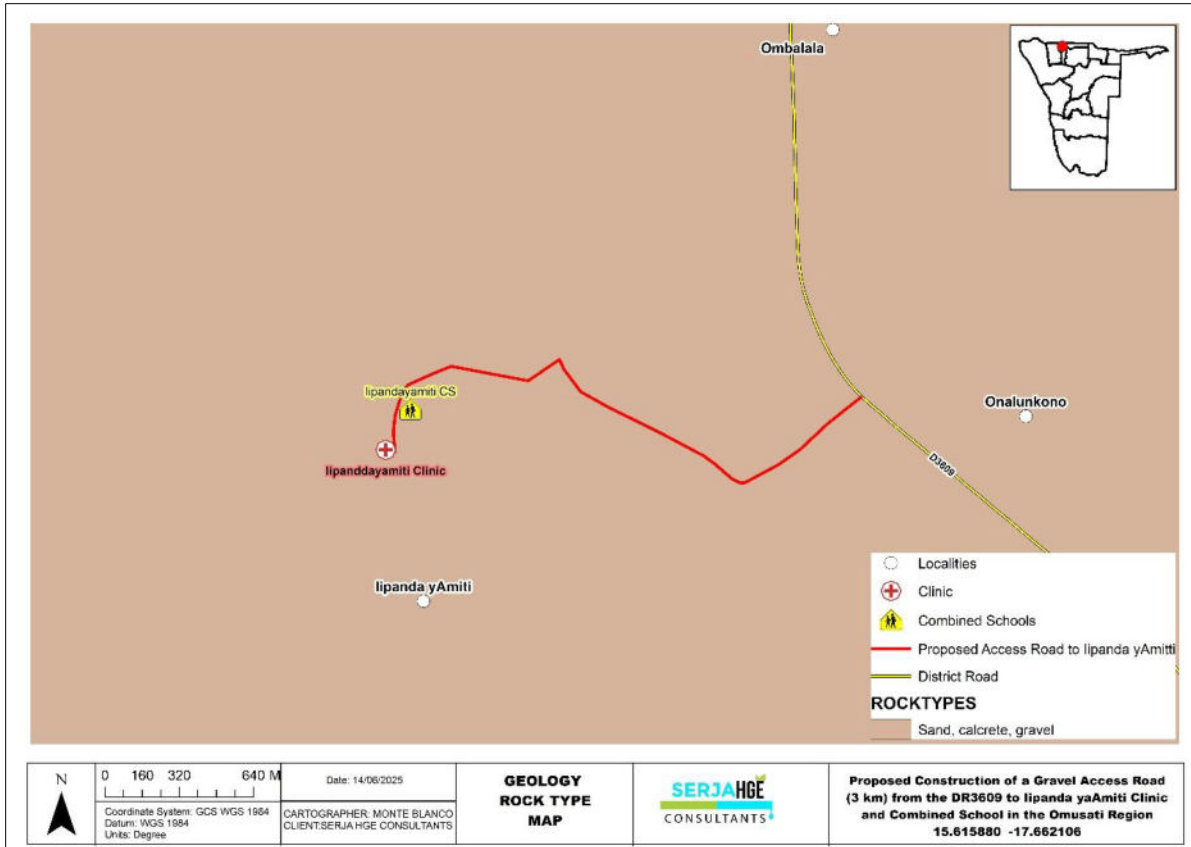 Ombalala
Iipandayamiti CS
Onalunkono
Iipanddayamiti Clinic
D3609
Iipanda yAmiti
Localities
Clinic
Combined Schools
Proposed Access Road to Iipanda yAmitti
District Road
ROCKTYPES
Sand, calcrete, gravel
N
0 160 320 640 M
Coordinate System: GCS WGS 1984
Datum: WGS 1984
Units: Degree
Date: 14/06/2025
CARTOGRAPHER: MONTE BLANCO
CLIENT:SERJA HGE CONSULTANTS
GEOLOGY
ROCK TYPE
MAP
SERJAHGE
CONSULTANTS
Proposed Construction of a Gravel Access Road
(3 km) from the DR3609 to Iipanda yaAmiti Clinic
and Combined School in the Omusati Region
15.615880 -17.662106